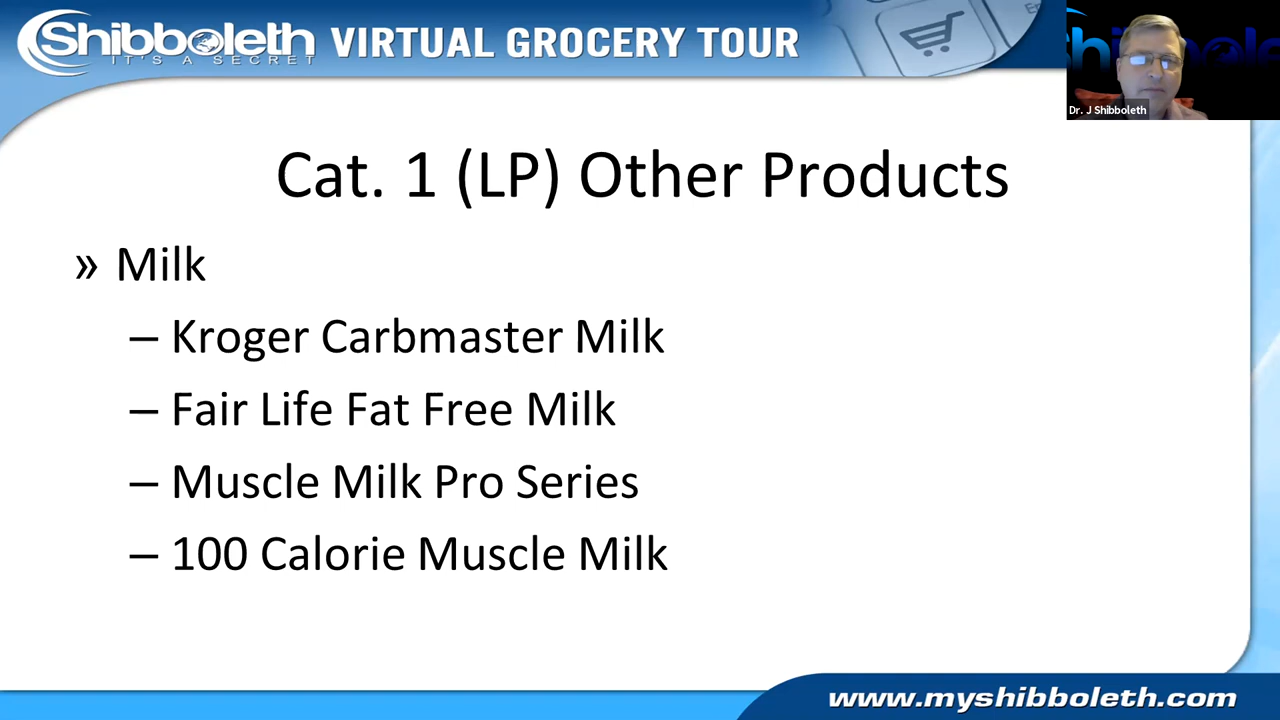 Shibboleth VIRTUAL GROCERY TOUR
IT'S A SECRET
Dr. J Shibboleth
Cat. 1 (LP) Other Products
» Milk
– Kroger Carbmaster Milk
– Fair Life Fat Free Milk
– Muscle Milk Pro Series
– 100 Calorie Muscle Milk
www.myshibboleth.com